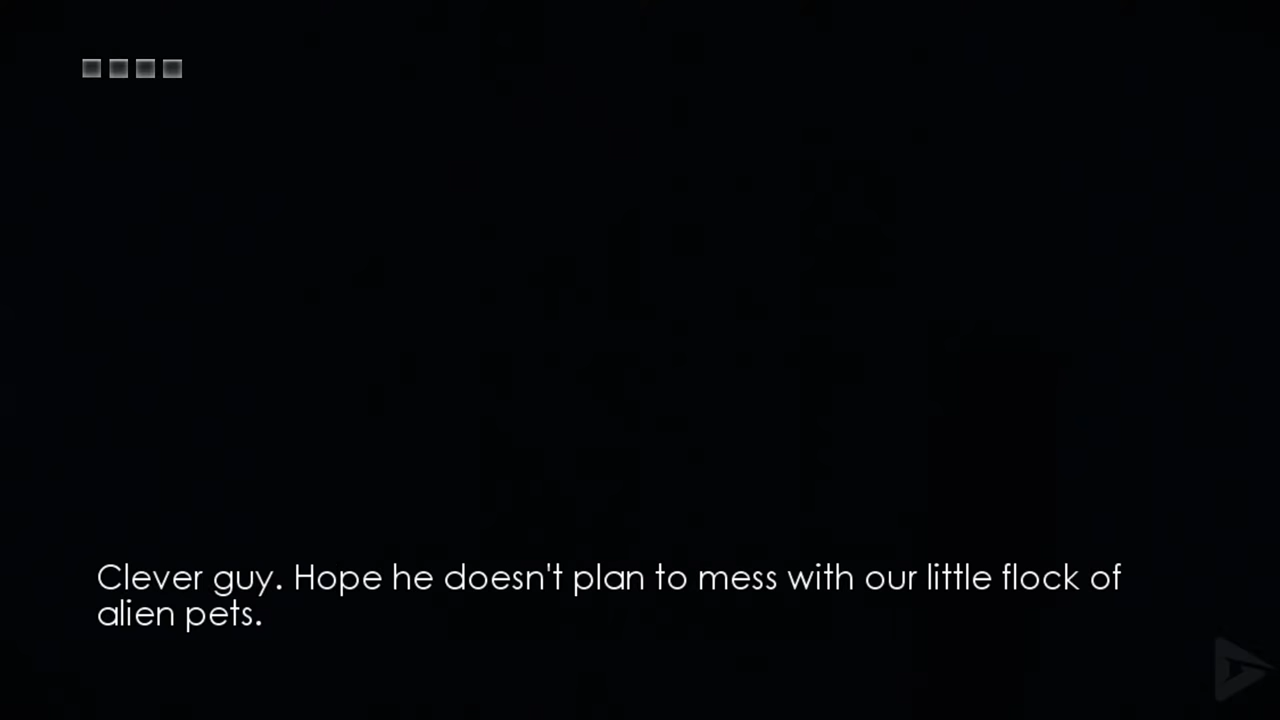 Clever guy. Hope he doesn't plan to mess with our little flock of
alien pets.